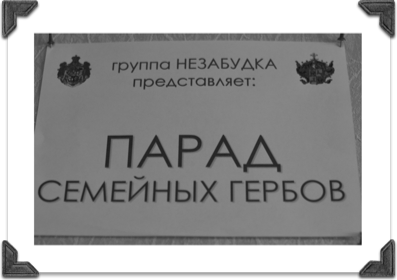 группа НЕЗАБУДКА
представляет:
ПАРАД
СЕМЕЙНЫХ ГЕРБОВ